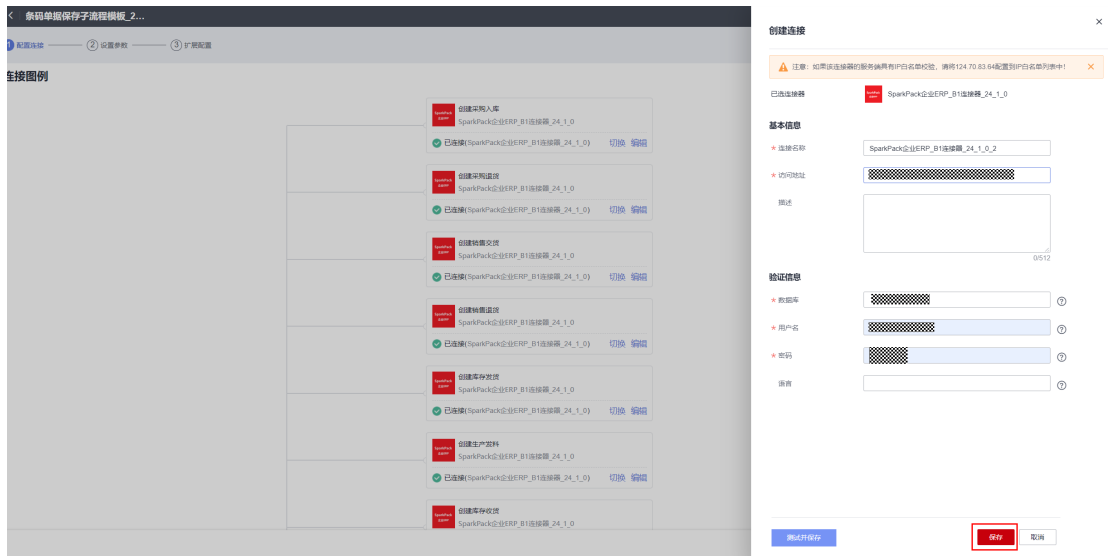 条码单据保存子流程模板_2...
1 配置连接
2 设置参数
3 扩展配置
连接图例
创建采购入库
SparkPack企业ERP_B1连接器_24_1_0
已连接(SparkPack企业ERP_B1连接器_24_1_0) 切换 编辑
创建采购退货
SparkPack企业ERP_B1连接器_24_1_0
已连接(SparkPack企业ERP_B1连接器_24_1_0) 切换 编辑
创建销售交货
SparkPack企业ERP_B1连接器_24_1_0
已连接(SparkPack企业ERP_B1连接器_24_1_0) 切换 编辑
创建销售退货
SparkPack企业ERP_B1连接器_24_1_0
已连接(SparkPack企业ERP_B1连接器_24_1_0) 切换 编辑
创建库存发货
SparkPack企业ERP_B1连接器_24_1_0
已连接(SparkPack企业ERP_B1连接器_24_1_0) 切换 编辑
创建生产发料
SparkPack企业ERP_B1连接器_24_1_0
已连接(SparkPack企业ERP_B1连接器_24_1_0) 切换 编辑
创建库存收货
SparkPack企业ERP_B1连接器_24_1_0
创建连接
注意：如果该连接器的服务端具有IP白名单校验，请将124.70.83.64配置到IP白名单列表中！
已选连接器 SparkPack企业ERP_B1连接器_24_1_0
基本信息
* 连接名称 SparkPack企业ERP_B1连接器_24_1_0_2
* 访问地址
描述
0/512
验证信息
* 数据库
* 用户名
* 密码
语言
测试并保存 保存 取消